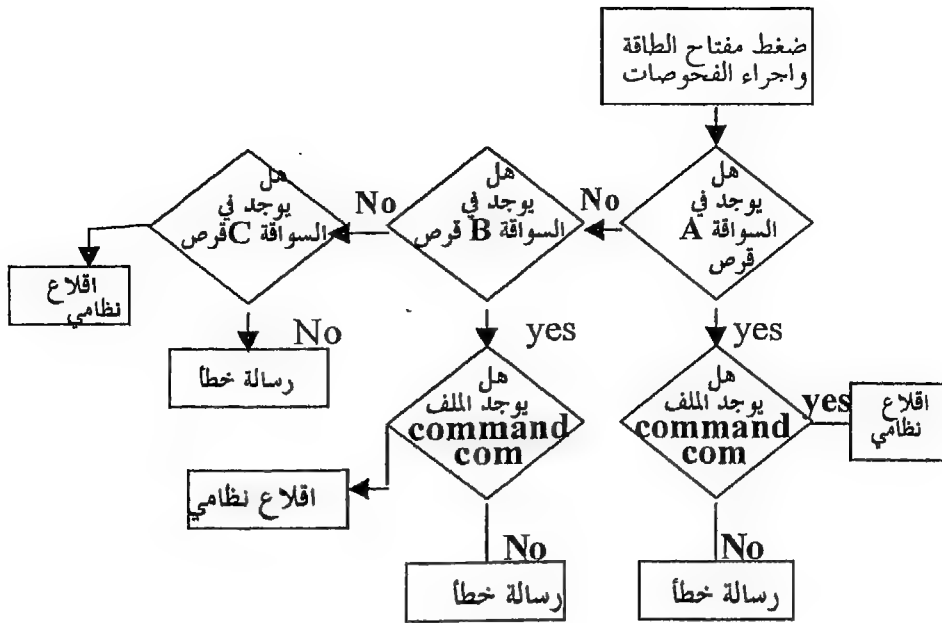 ضغط مفتاح الطاقة
واجراء الفحوصات
هل
يوجد في
السواقة A
قرص
No
هل
يوجد في
السواقة B قرص
No
هل
يوجد في
السواقة C قرص
اقلاع
نظامي
No
رسالة خطأ
yes
هل
يوجد الملف
command
com
اقلاع نظامي
No
رسالة خطأ
yes
هل
يوجد الملف
command
com
yes
اقلاع
نظامي
No
رسالة خطأ